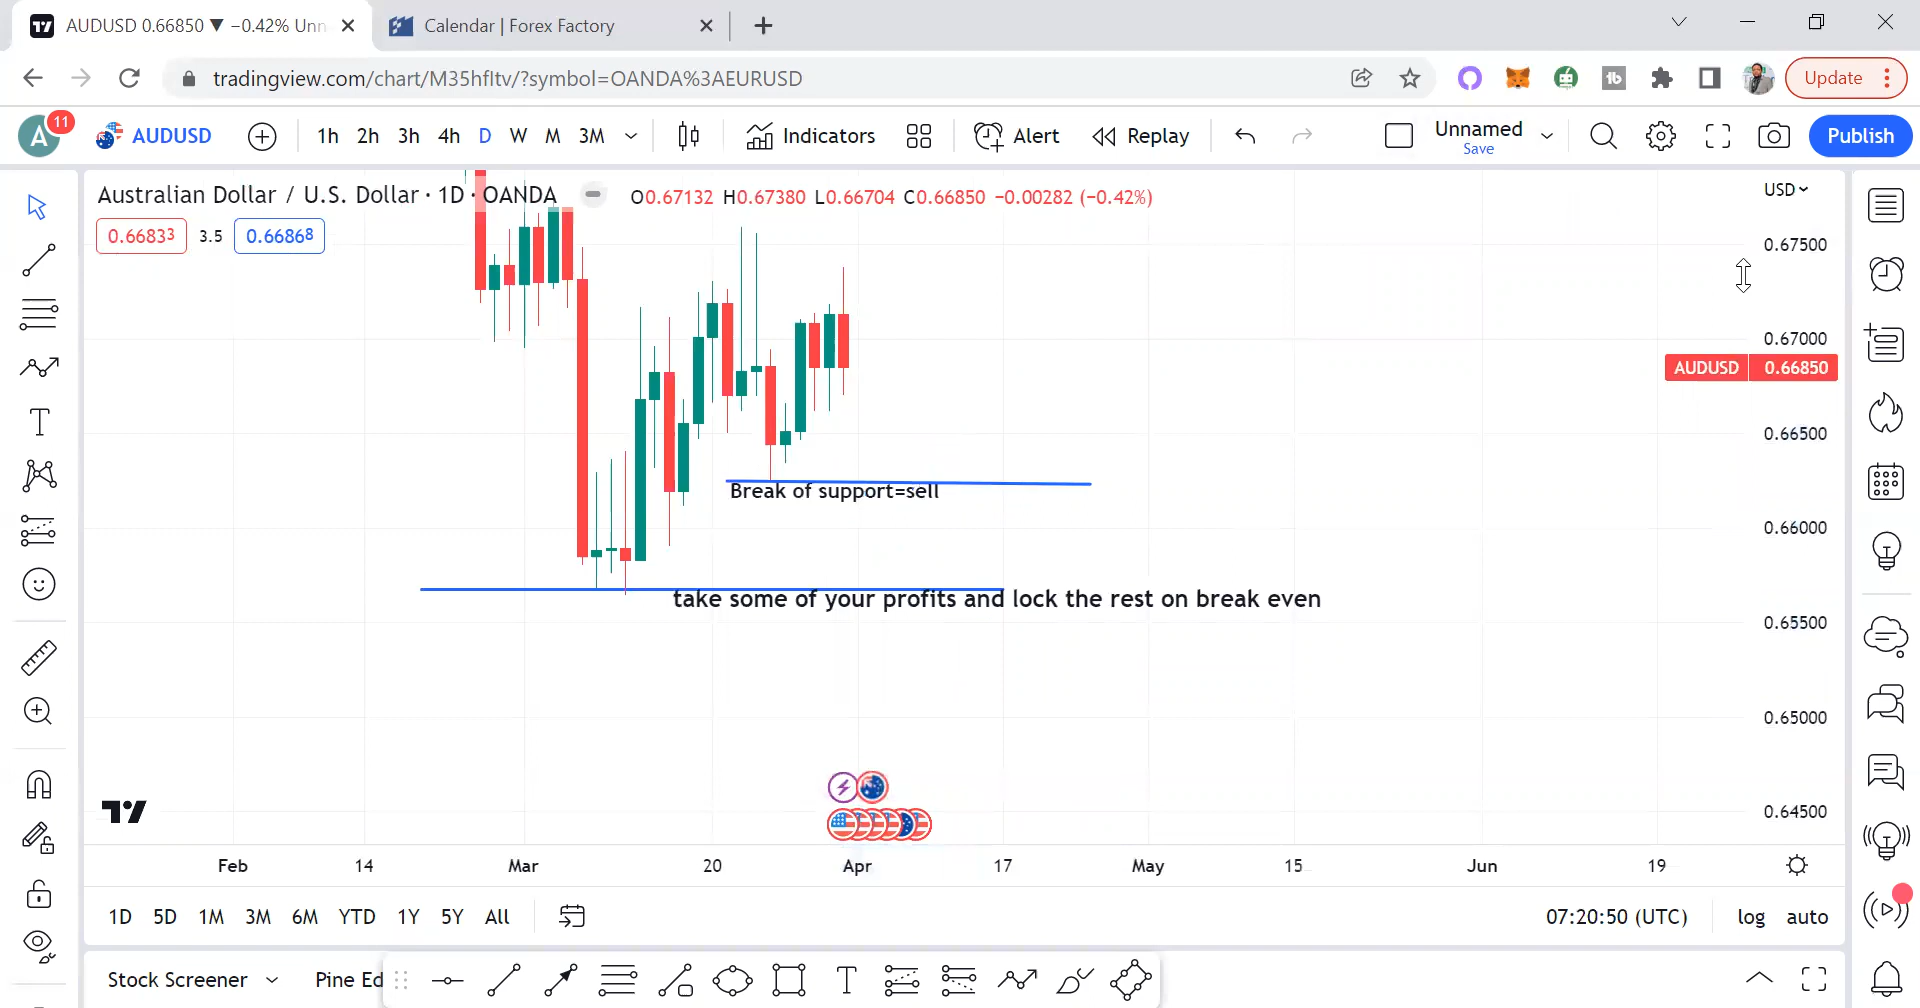 AUDUSD 0.66850 ▼ −0.42% Unn
Calendar | Forex Factory
tradingview.com/chart/M35hfItv/?symbol=OANDA%3AEURUSD
Update
A
11
AUDUSD
1h 2h 3h 4h D W M 3M
Indicators
Alert
Replay
Unnamed
Save
Publish
Australian Dollar / U.S. Dollar · 1D · OANDA
O0.67132 H0.67380 L0.66704 C0.66850 −0.00282 (−0.42%)
USD
0.66833 3.5 0.66868
0.67500
0.67000
AUDUSD 0.66850
0.66500
Break of support=sell
0.66000
take some of your profits and lock the rest on break even
0.65500
0.65000
0.64500
Feb 14 Mar 20 Apr 17 May 15 Jun 19
1D 5D 1M 3M 6M YTD 1Y 5Y All
07:20:50 (UTC)
log auto
Stock Screener
Pine Ed